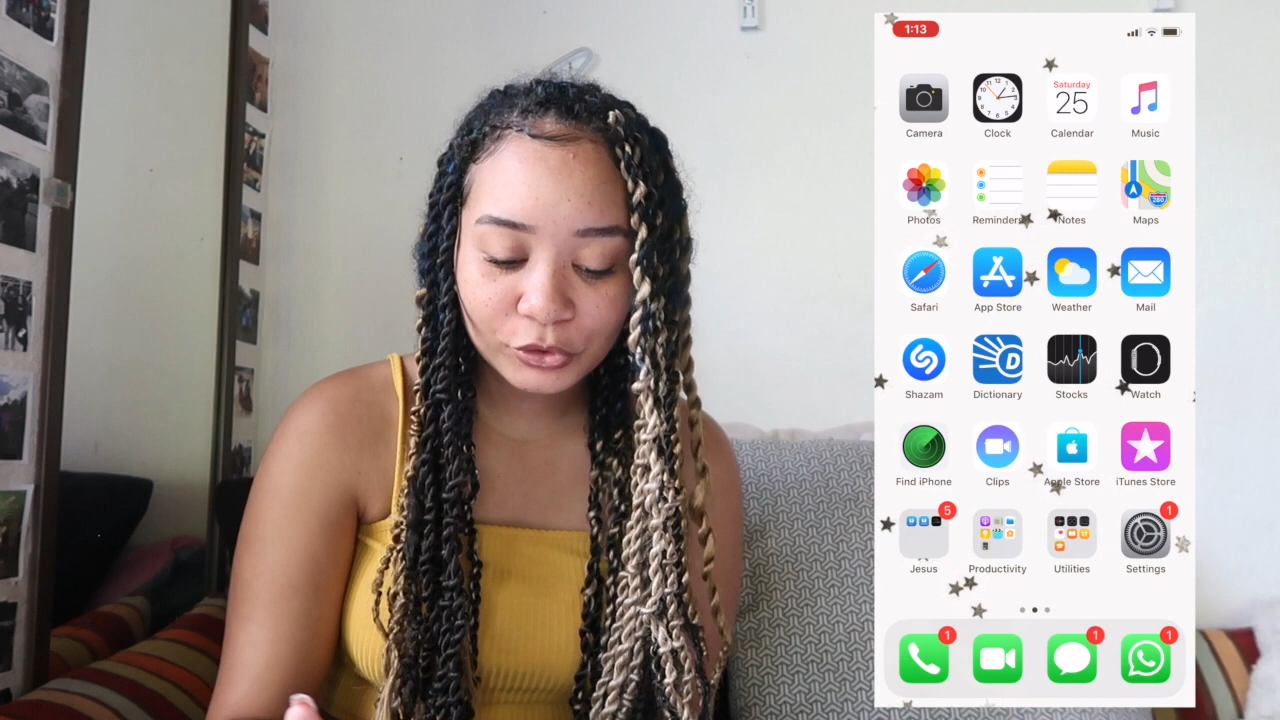 1:13
Saturday
25
Camera Clock Calendar Music
280
Photos Reminders Notes Maps
Safari App Store Weather Mail
D
Shazam Dictionary Stocks Watch
Find iPhone Clips Apple Store iTunes Store
5 1
Jesus Productivity Utilities Settings
1 1 1